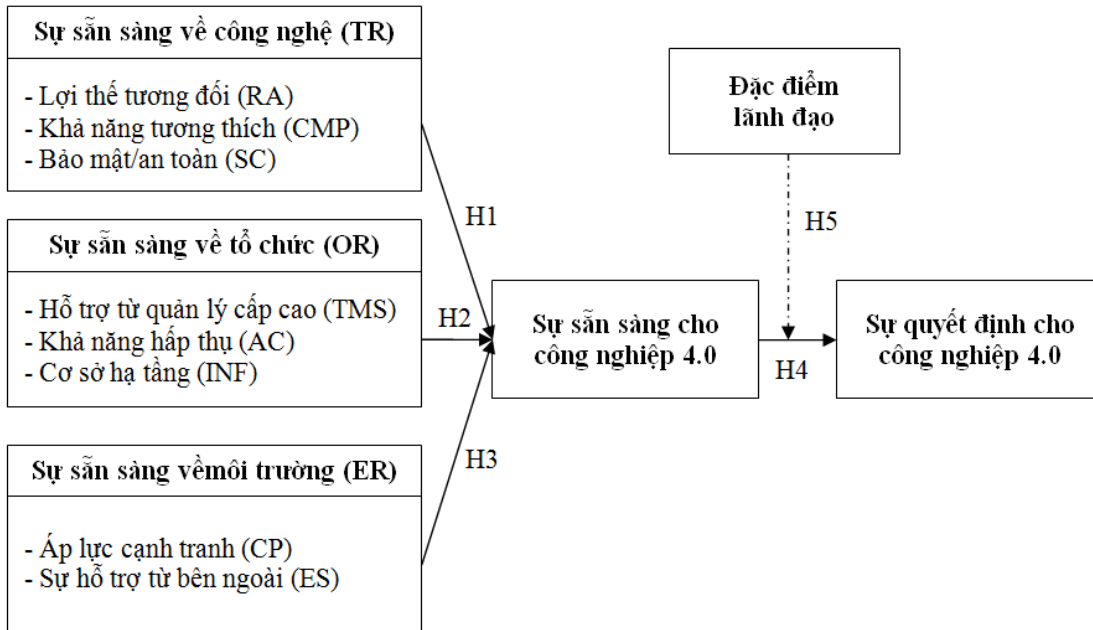 Sự sẵn sàng về công nghệ (TR)
- Lợi thế tương đối (RA)
- Khả năng tương thích (CMP)
- Bảo mật/an toàn (SC)
Sự sẵn sàng về tổ chức (OR)
- Hỗ trợ từ quản lý cấp cao (TMS)
- Khả năng hấp thụ (AC)
- Cơ sở hạ tầng (INF)
Sự sẵn sàng vềmôi trường (ER)
- Áp lực cạnh tranh (CP)
- Sự hỗ trợ từ bên ngoài (ES)
H1
H2
H3
Sự sẵn sàng cho
công nghiệp 4.0
Đặc điểm
lãnh đạo
H5
H4
Sự quyết định cho
công nghiệp 4.0